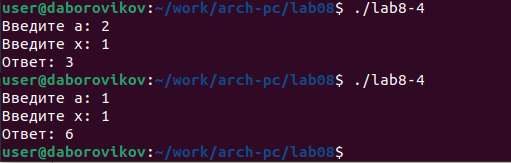 user@daborovikov:~/work/arch-pc/lab08$ ./lab8-4
Введите a: 2
Введите x: 1
Ответ: 3
user@daborovikov:~/work/arch-pc/lab08$ ./lab8-4
Введите a: 1
Введите x: 1
Ответ: 6
user@daborovikov:~/work/arch-pc/lab08$